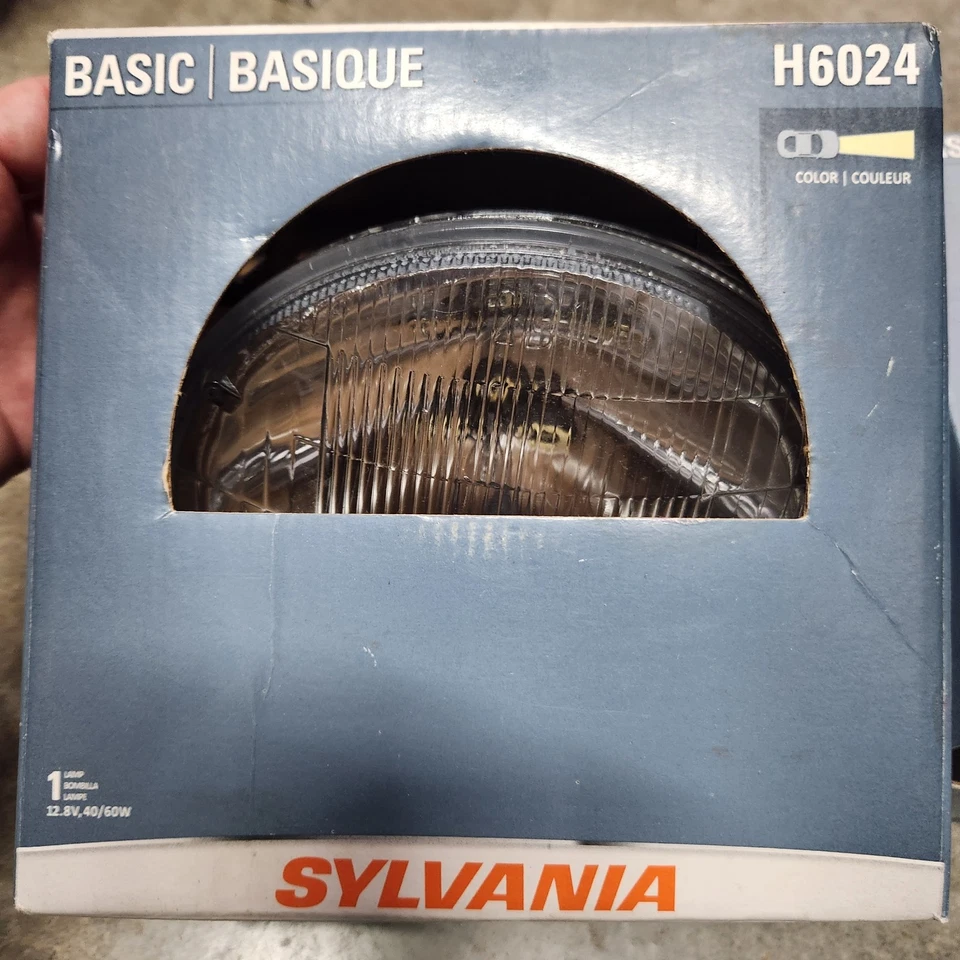 BASIC | BASIQUE
H6024
COLOR | COULEUR
1 LAMP
BOMBILLA
LAMPE
12.8V, 40/60W
SYLVANIA